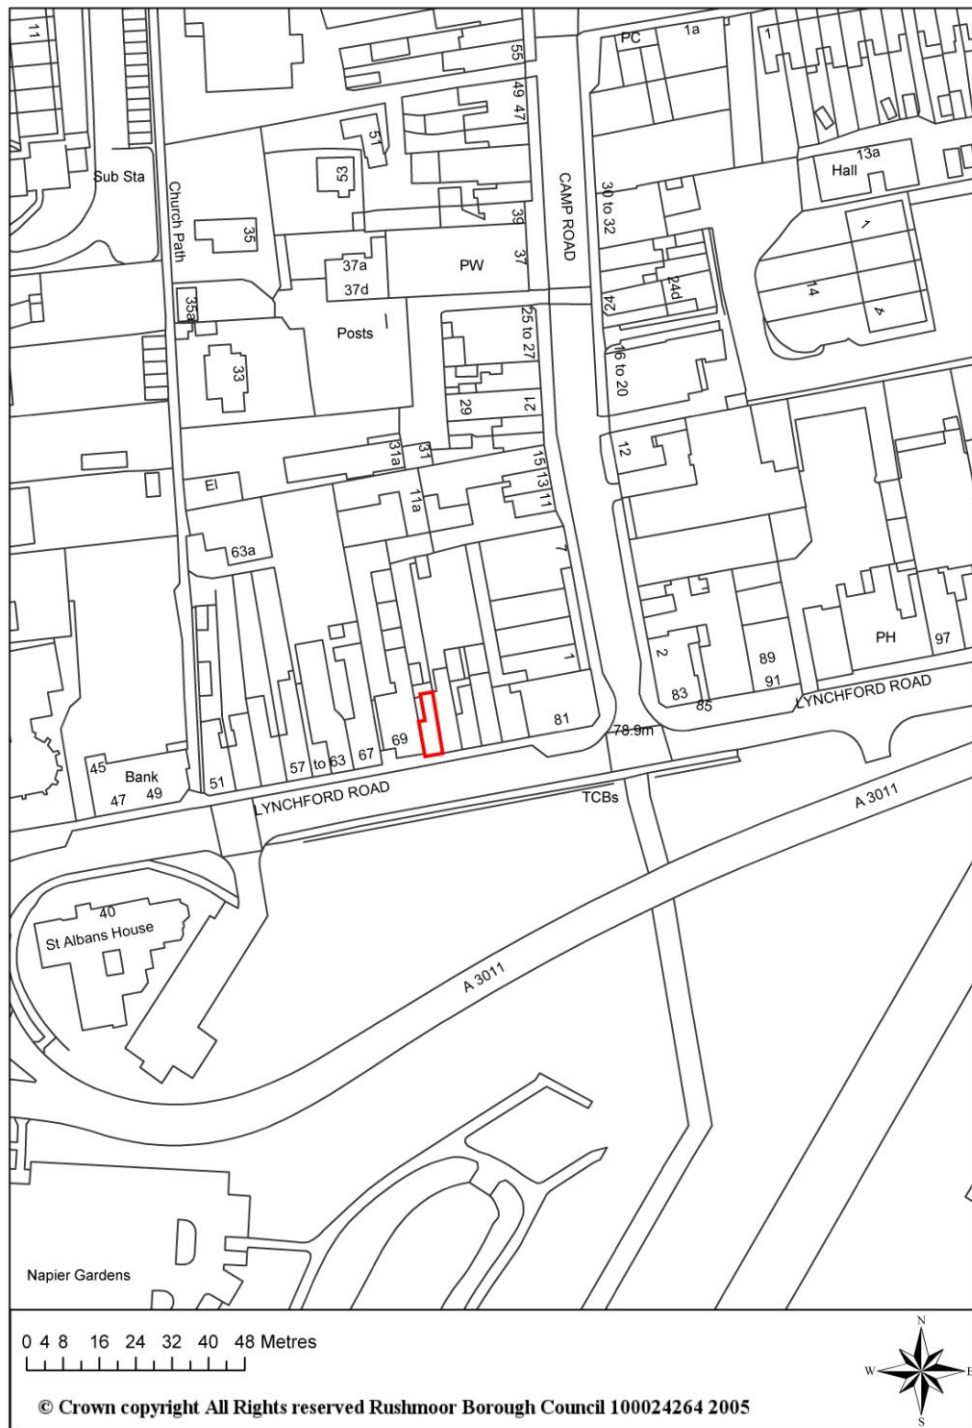 11
PC
1a
1
55
49
47
51
53
Sub Sta
Church Path
13a
Hall
CAMP ROAD
30 to 32
39
35
37
37a
PW
37d
1
14
4
24d
24
35a
Posts
25 to 27
16 to 20
33
29
21
31a
31
15
12
13
El
11a
11
63a
7
1
2
89
PH
97
91
83
85
LYNCHFORD ROAD
81
78.9m
69
67
57 to 63
51
45
Bank
47
49
LYNCHFORD ROAD
TCBs
A 3011
40
St Albans House
A 3011
Napier Gardens
0 4 8 16 24 32 40 48 Metres
N
W
E
S
© Crown copyright All Rights reserved Rushmoor Borough Council 100024264 2005